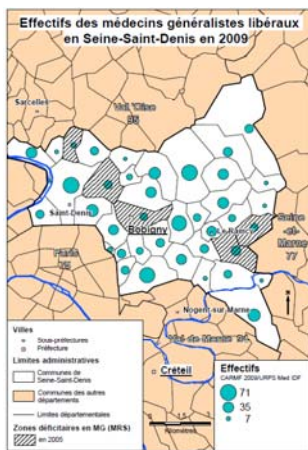 Effectifs des médecins généralistes libéraux
en Seine-Saint-Denis en 2009
Sarcelles
Val d'Oise
95
Saint-Denis
Bobigny
Le Raincy
Seine
-et-
Marne
77
Paris
75
Nogent-sur-Marne
Val de Marne 94
Créteil
N
Villes
Sous-préfectures
Préfecture
Limites administratives
Communes de
Seine-Saint-Denis
Communes des autres
départements
Limites départementales
Zones déficitaires en MG (MRS)
en 2005
Kilomètres
Effectifs
CARMF 2009/URPS Med IDF
71
35
7